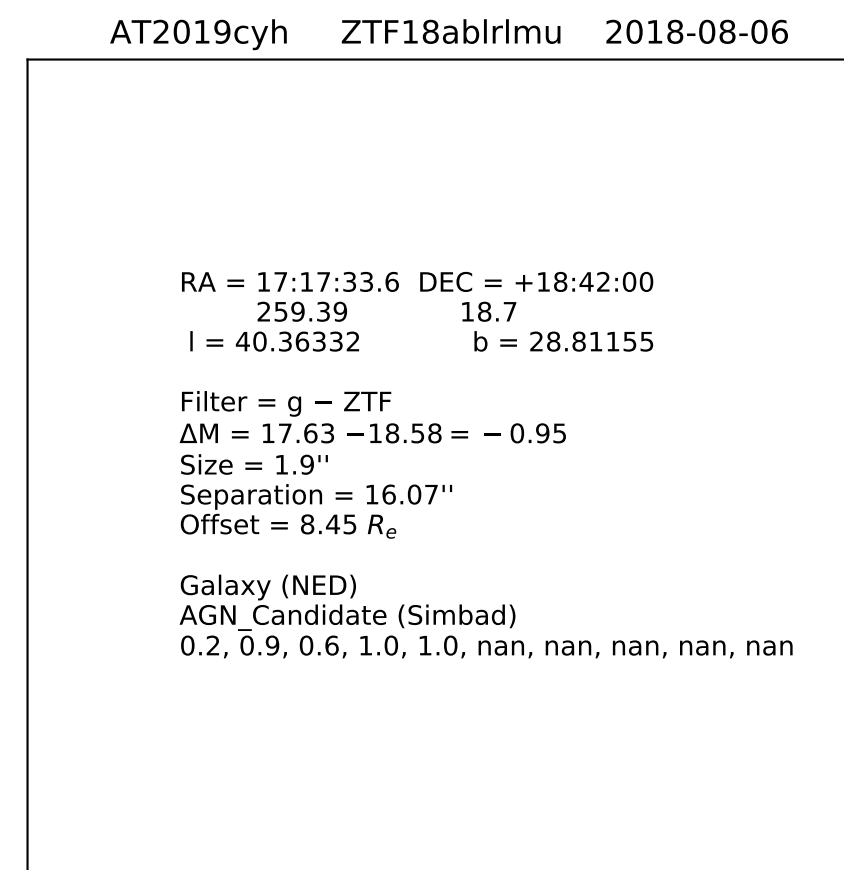 AT2019cyh ZTF18ablrlmu 2018-08-06
RA = 17:17:33.6 DEC = +18:42:00
259.39 18.7
l = 40.36332 b = 28.81155
Filter = g − ZTF
ΔM = 17.63 −18.58 = − 0.95
Size = 1.9''
Separation = 16.07''
Offset = 8.45 Re
Galaxy (NED)
AGN_Candidate (Simbad)
0.2, 0.9, 0.6, 1.0, 1.0, nan, nan, nan, nan, nan